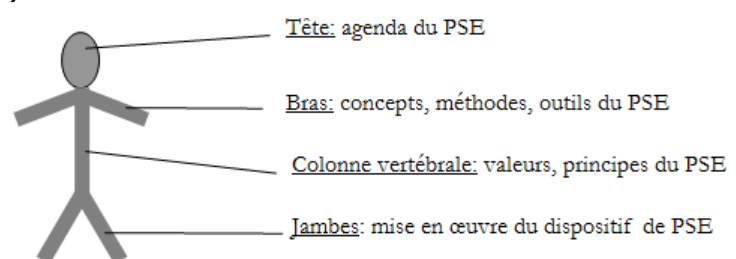 Tête: agenda du PSE
Bras: concepts, méthodes, outils du PSE
Colonne vertébrale: valeurs, principes du PSE
Jambes: mise en œuvre du dispositif de PSE